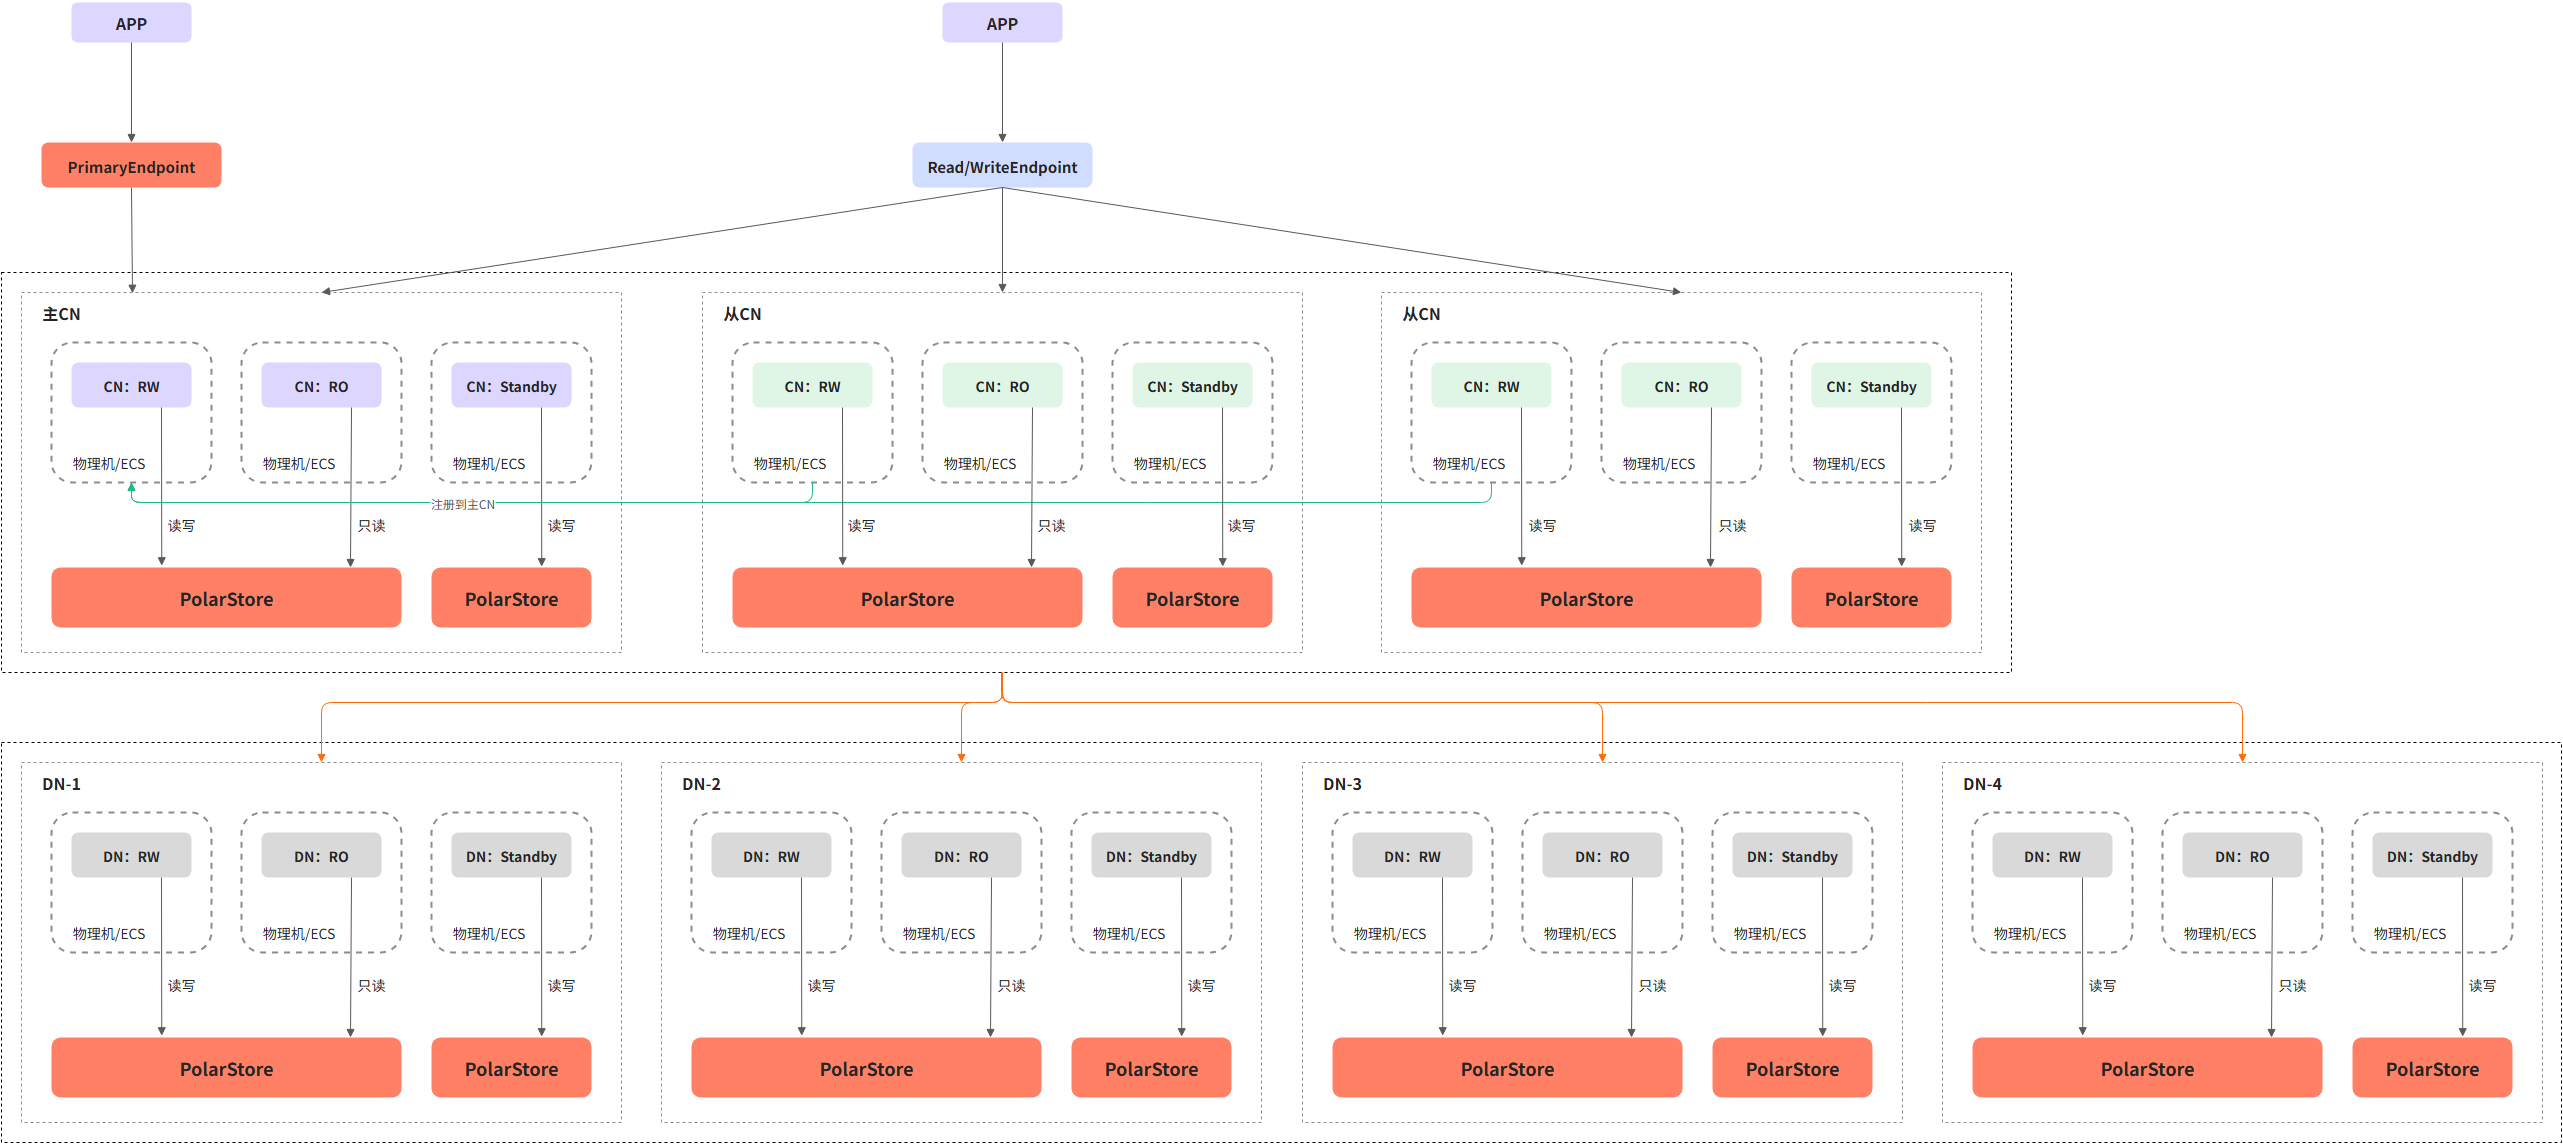 APP
APP
PrimaryEndpoint
Read/WriteEndpoint
主CN
从CN
从CN
CN：RW
CN：RO
CN：Standby
CN：RW
CN：RO
CN：Standby
CN：RW
CN：RO
CN：Standby
物理机/ECS
物理机/ECS
物理机/ECS
物理机/ECS
物理机/ECS
物理机/ECS
物理机/ECS
物理机/ECS
物理机/ECS
注册到主CN
读写
只读
读写
读写
只读
读写
读写
只读
读写
PolarStore
PolarStore
PolarStore
PolarStore
PolarStore
PolarStore
DN-1
DN-2
DN-3
DN-4
DN：RW
DN：RO
DN：Standby
DN：RW
DN：RO
DN：Standby
DN：RW
DN：RO
DN：Standby
DN：RW
DN：RO
DN：Standby
物理机/ECS
物理机/ECS
物理机/ECS
物理机/ECS
物理机/ECS
物理机/ECS
物理机/ECS
物理机/ECS
物理机/ECS
物理机/ECS
物理机/ECS
物理机/ECS
读写
只读
读写
读写
只读
读写
读写
只读
读写
读写
只读
读写
PolarStore
PolarStore
PolarStore
PolarStore
PolarStore
PolarStore
PolarStore
PolarStore